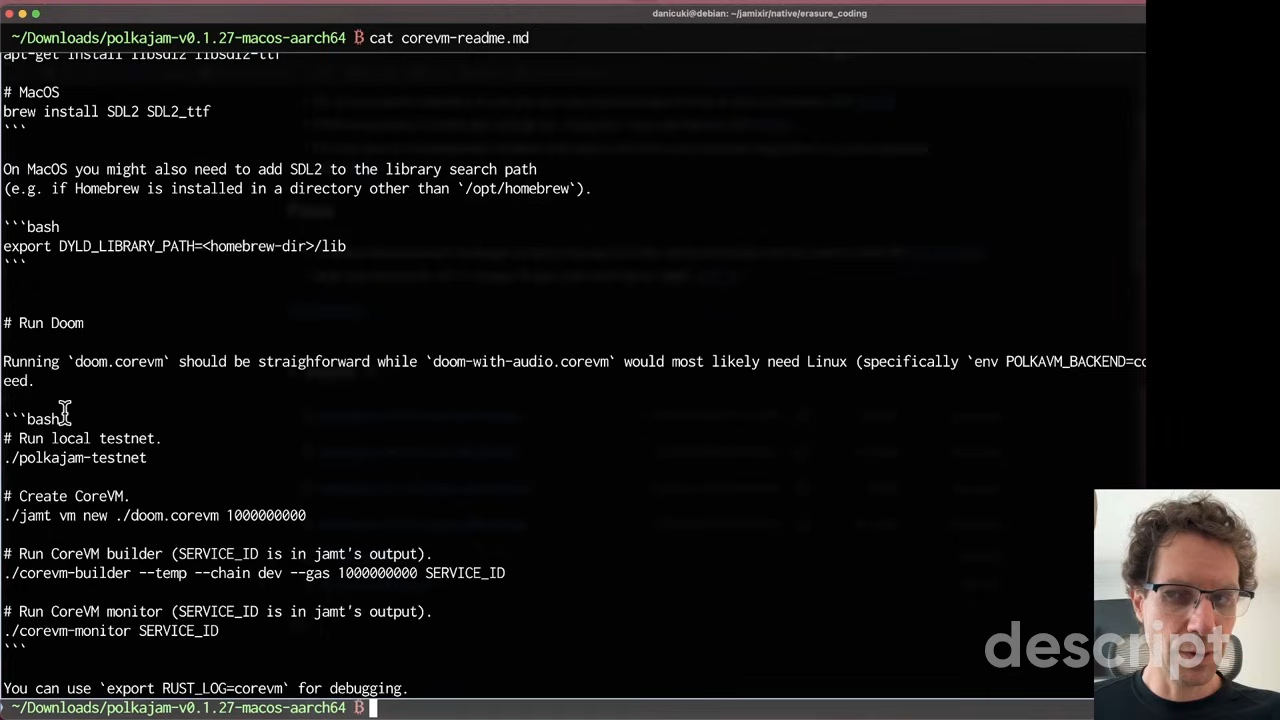 danicuki@debian: ~/jamixir/native/erasure_coding
~/Downloads/polkajam-v0.1.27-macos-aarch64 ₿ cat corevm-readme.md
apt-get install libsdl2 libsdl2-ttf
# MacOS
brew install SDL2 SDL2_ttf
```
On MacOS you might also need to add SDL2 to the library search path
(e.g. if Homebrew is installed in a directory other than `/opt/homebrew`).
```bash
export DYLD_LIBRARY_PATH=<homebrew-dir>/lib
```
# Run Doom
Running `doom.corevm` should be straighforward while `doom-with-audio.corevm` would most likely need Linux (specifically `env POLKAVM_BACKEND=co
eed.
```bash
# Run local testnet.
./polkajam-testnet
# Create CoreVM.
./jamt vm new ./doom.corevm 1000000000
# Run CoreVM builder (SERVICE_ID is in jamt's output).
./corevm-builder --temp --chain dev --gas 1000000000 SERVICE_ID
# Run CoreVM monitor (SERVICE_ID is in jamt's output).
./corevm-monitor SERVICE_ID
```
You can use `export RUST_LOG=corevm` for debugging.
~/Downloads/polkajam-v0.1.27-macos-aarch64 ₿
descript